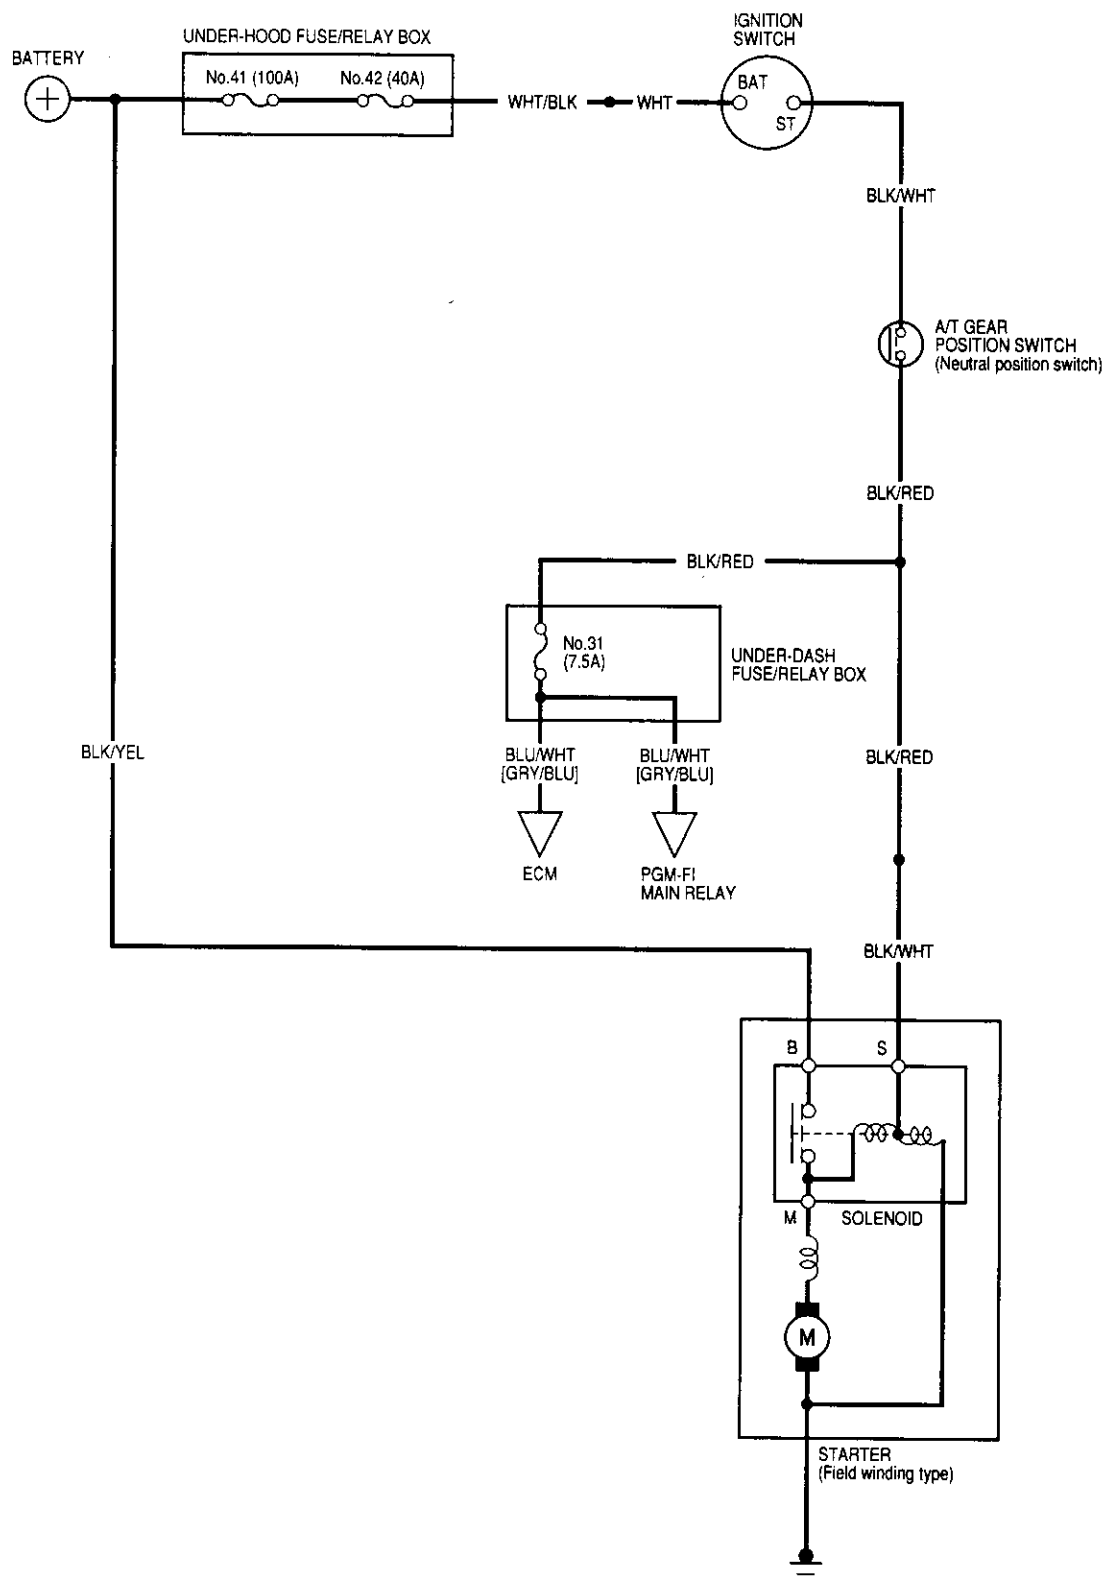 IGNITION
SWITCH
UNDER-HOOD FUSE/RELAY BOX
BATTERY
No.41 (100A)
No.42 (40A)
BAT
ST
WHT/BLK
WHT
BLK/WHT
A/T GEAR
POSITION SWITCH
(Neutral position switch)
BLK/RED
BLK/RED
No.31
(7.5A)
UNDER-DASH
FUSE/RELAY BOX
BLK/YEL
BLU/WHT
[GRY/BLU]
BLU/WHT
[GRY/BLU]
BLK/RED
ECM
PGM-FI
MAIN RELAY
BLK/WHT
B
S
M
SOLENOID
M
STARTER
(Field winding type)